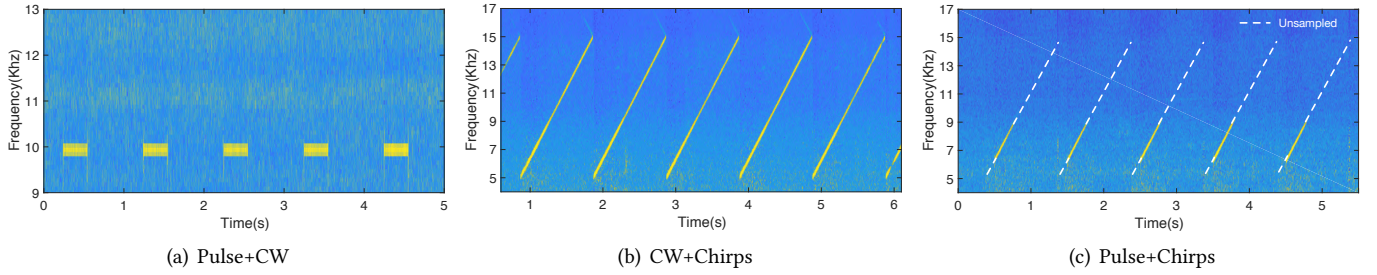 13
12
11
10
9
Frequency(Khz)
0 1 2 3 4 5
Time(s)
(a) Pulse+CW
17
15
13
11
9
7
5
Frequency(Khz)
1 2 3 4 5 6
Time(s)
(b) CW+Chirps
17
15
13
11
9
7
5
Frequency(Khz)
Unsampled
0 1 2 3 4 5
Time(s)
(c) Pulse+Chirps